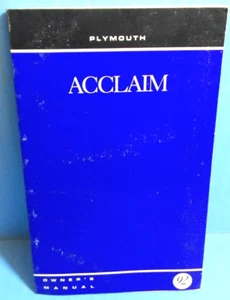 PLYMOUTH
ACCLAIM
OWNER'S
MANUAL
92